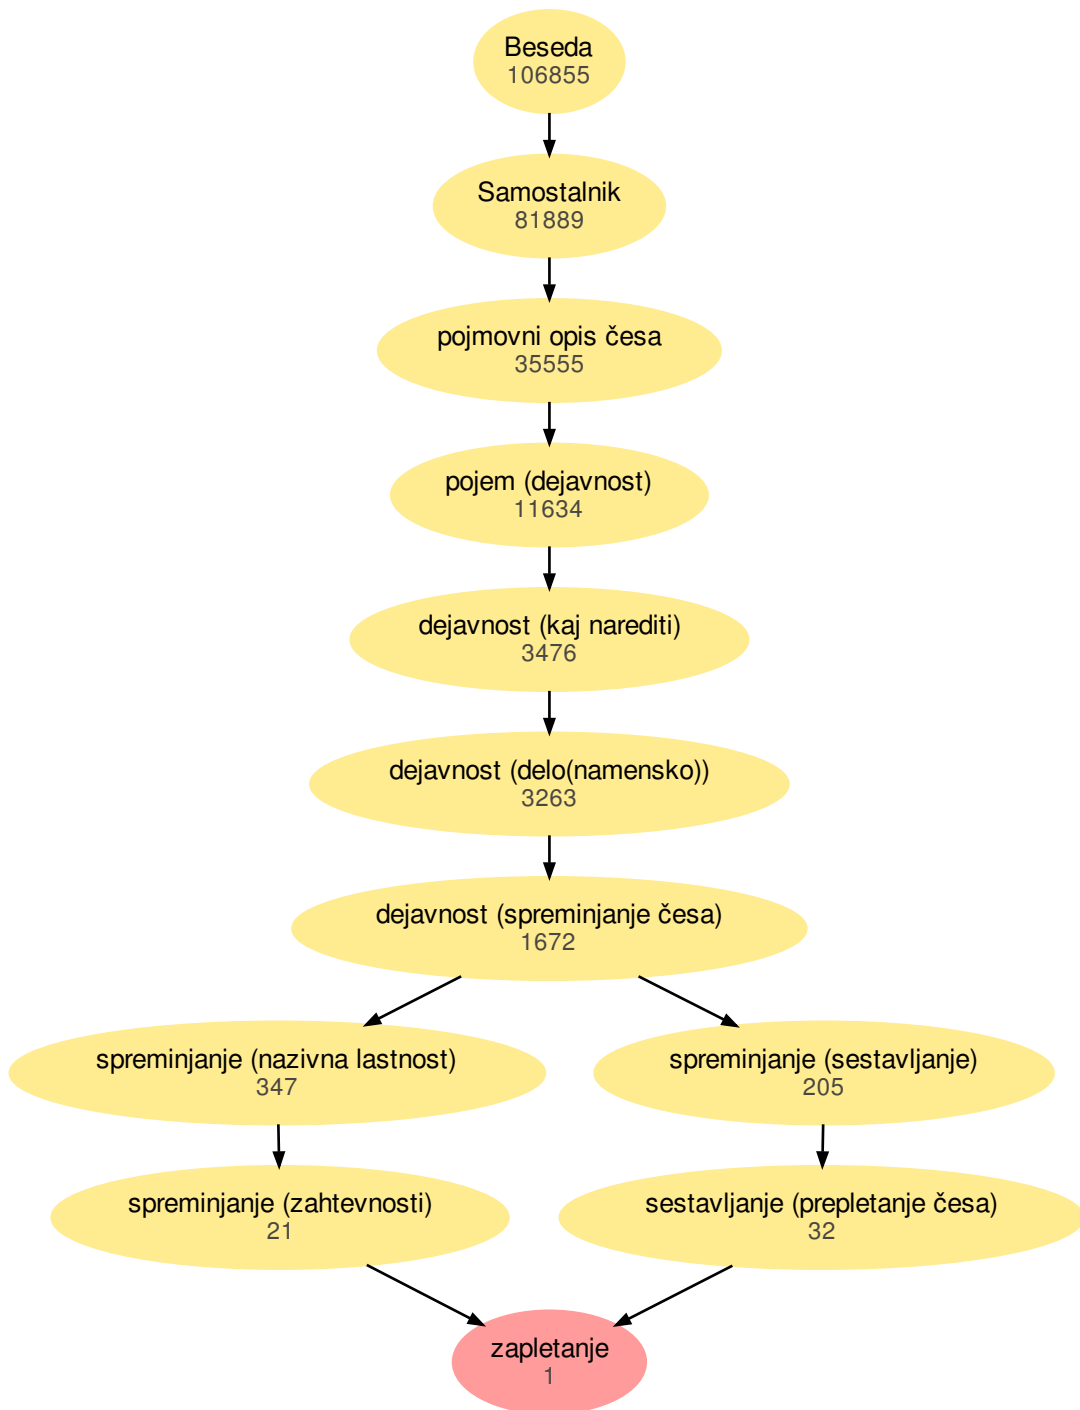 Beseda
106855
Samostalnik
81889
pojmovni opis česa
35555
pojem (dejavnost)
11634
dejavnost (kaj narediti)
3476
dejavnost (delo(namensko))
3263
dejavnost (spreminjanje česa)
1672
spreminjanje (nazivna lastnost)
347
spreminjanje (sestavljanje)
205
spreminjanje (zahtevnosti)
21
sestavljanje (prepletanje česa)
32
zapletanje
1